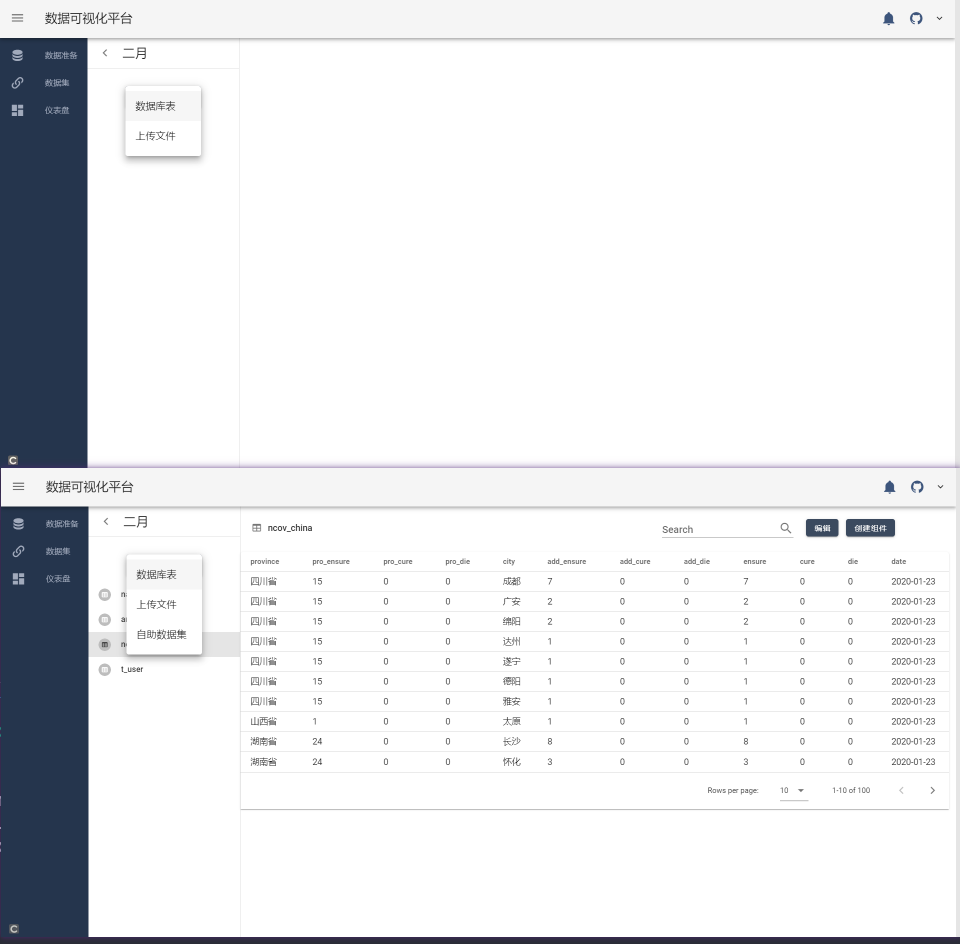 数据可视化平台
数据准备
数据集
仪表盘
二月
数据库表
上传文件
C
数据可视化平台
数据准备
数据集
仪表盘
二月
数据库表
上传文件
自助数据集
t_user
ncov_china
Search
编辑
创建组件
province pro_ensure pro_cure pro_die city add_ensure add_cure add_die ensure cure die date
四川省 15 0 0 成都 7 0 0 7 0 0 2020-01-23
四川省 15 0 0 广安 2 0 0 2 0 0 2020-01-23
四川省 15 0 0 绵阳 2 0 0 2 0 0 2020-01-23
四川省 15 0 0 达州 1 0 0 1 0 0 2020-01-23
四川省 15 0 0 遂宁 1 0 0 1 0 0 2020-01-23
四川省 15 0 0 德阳 1 0 0 1 0 0 2020-01-23
四川省 15 0 0 雅安 1 0 0 1 0 0 2020-01-23
山西省 1 0 0 太原 1 0 0 1 0 0 2020-01-23
湖南省 24 0 0 长沙 8 0 0 8 0 0 2020-01-23
湖南省 24 0 0 怀化 3 0 0 3 0 0 2020-01-23
Rows per page: 10 1-10 of 100
C